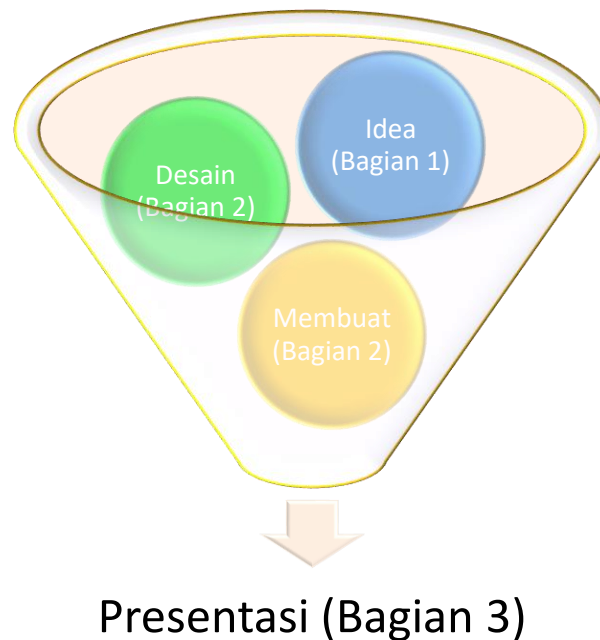 Idea
(Bagian 1)
Desain
(Bagian 2)
Membuat
(Bagian 2)
Presentasi (Bagian 3)